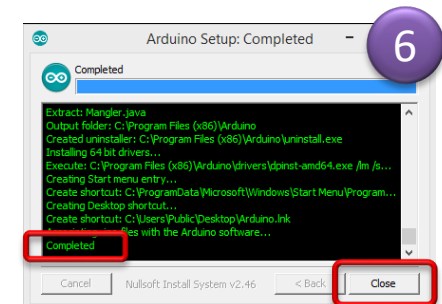 Arduino Setup: Completed
6
Completed
Extract: Mangler.java
Output folder: C:\Program Files (x86)\Arduino
Created uninstaller: C:\Program Files (x86)\Arduino\uninstall.exe
Installing 64 bit drivers...
Execute: C:\Program Files (x86)\Arduino\drivers\dpinst-amd64.exe /lm /s...
Creating Start menu entry...
Create shortcut: C:\ProgramData\Microsoft\Windows\Start Menu\Program...
Creating Desktop shortcut...
Create shortcut: C:\Users\Public\Desktop\Arduino.lnk
files with the Arduino software...
Completed
Cancel
Nullsoft Install System v2.46
< Back
Close